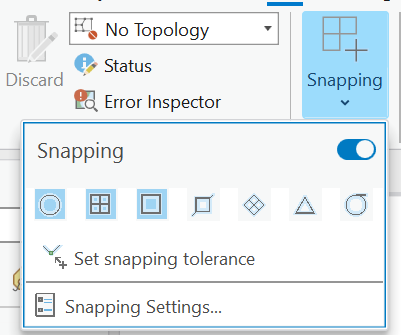 No Topology
Discard
Status
Snapping
Error Inspector
Snapping
Set snapping tolerance
Snapping Settings...